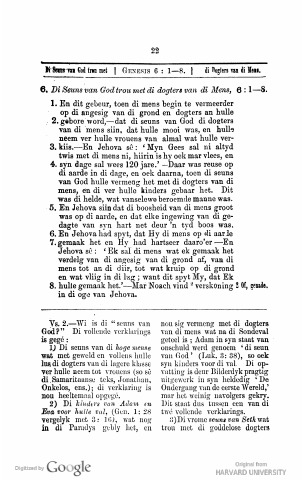 22
Di Seuns van God trou met | GENESIS 6 : 1—8. | di Dogters van di Mens.
6. Di Seuns van God trou met di dogters van di Mens, 6 : 1—8.
1. En dit gebeur, toen di mens begin te vermeerder
op di angesig van di grond en dogters an hulle
2. gebore word,—dat di seuns van God di dogters
van di mens siin, dat hulle mooi was, en hulle
neem ver hulle vrouens van almal wat hulle ver-
3. kiis.—En Jehova sê: 'Myn Gees sal ni altyd
twis met di mens ni, hiirin is hy oek mar vlees, en
4. syn dage sal wees 120 jare.' —Daar was reuse op
di aarde in di dage, en oek daarna, toen di seuns
van God hulle vermeng het met di dogters van di
mens, en di ver hulle kinders gebaar het. Dit
was di helde, wat vanselewe beroemde manne was.
5. En Jehova siin dat di boosheid van di mens groot
was op di aarde, en dat elke ingewing van di ge-
dagte van syn hart net deur 'n tyd boos was.
6. En Jehova had spyt, dat Hy di mens op di aarde
7. gemaak het en Hy had hartseer daaro'er—En
Jehova sê: 'Ek sal di mens wat ek gemaak het
verdelg van di angesig van di grond af, van di
mens tot an di diir, tot wat kruip op di grond
en wat vliig in di lug; want dit spyt My, dat Ek
8. hulte gemaak het.'—Mar Noach vind verskoning Of, genade.
in di oge van Jehova.
Vs. 2.—Wi is di "seuns van
God?" Di vollende verklarings
is gegé:
1) Di seuns van di hoge mense
wat met geweld en vollens hulle
lus di dogters van di lagere klasse
ver hulle neem tot vrouens (so sê
di Samaritaanse teks, Jonathan,
Onkelos, enz.); di verklaring is
nou heeltemaal opgegé.
2) Di kinders van Adam en
Eva voor hulle val, (Gen. 1: 28
vergelyk met 3: 16), wat nog
in di Paradys gebly het, en
nou sig vermeng met di dogters
van di mens wat na di Sondeval
geteel is; Adam in syn staat van
onschuld werd genoem 'di seun
van God' (Luk. 3: 38), so oek
syn kinders voor di val Di op-
vatting is deur Bilderdyk pragtig
uitgewerk in syn heldedig 'De
Ondergang van de eerste Wereld,'
mar het weinig navolgers gekry.
Dit staat dus tussen een van di
twé vollende verklarings.
3) Di vrome seuns van Seth wat
trou met di goddelose dogters
Digitized by Google
Original from
HARVARD UNIVERSITY